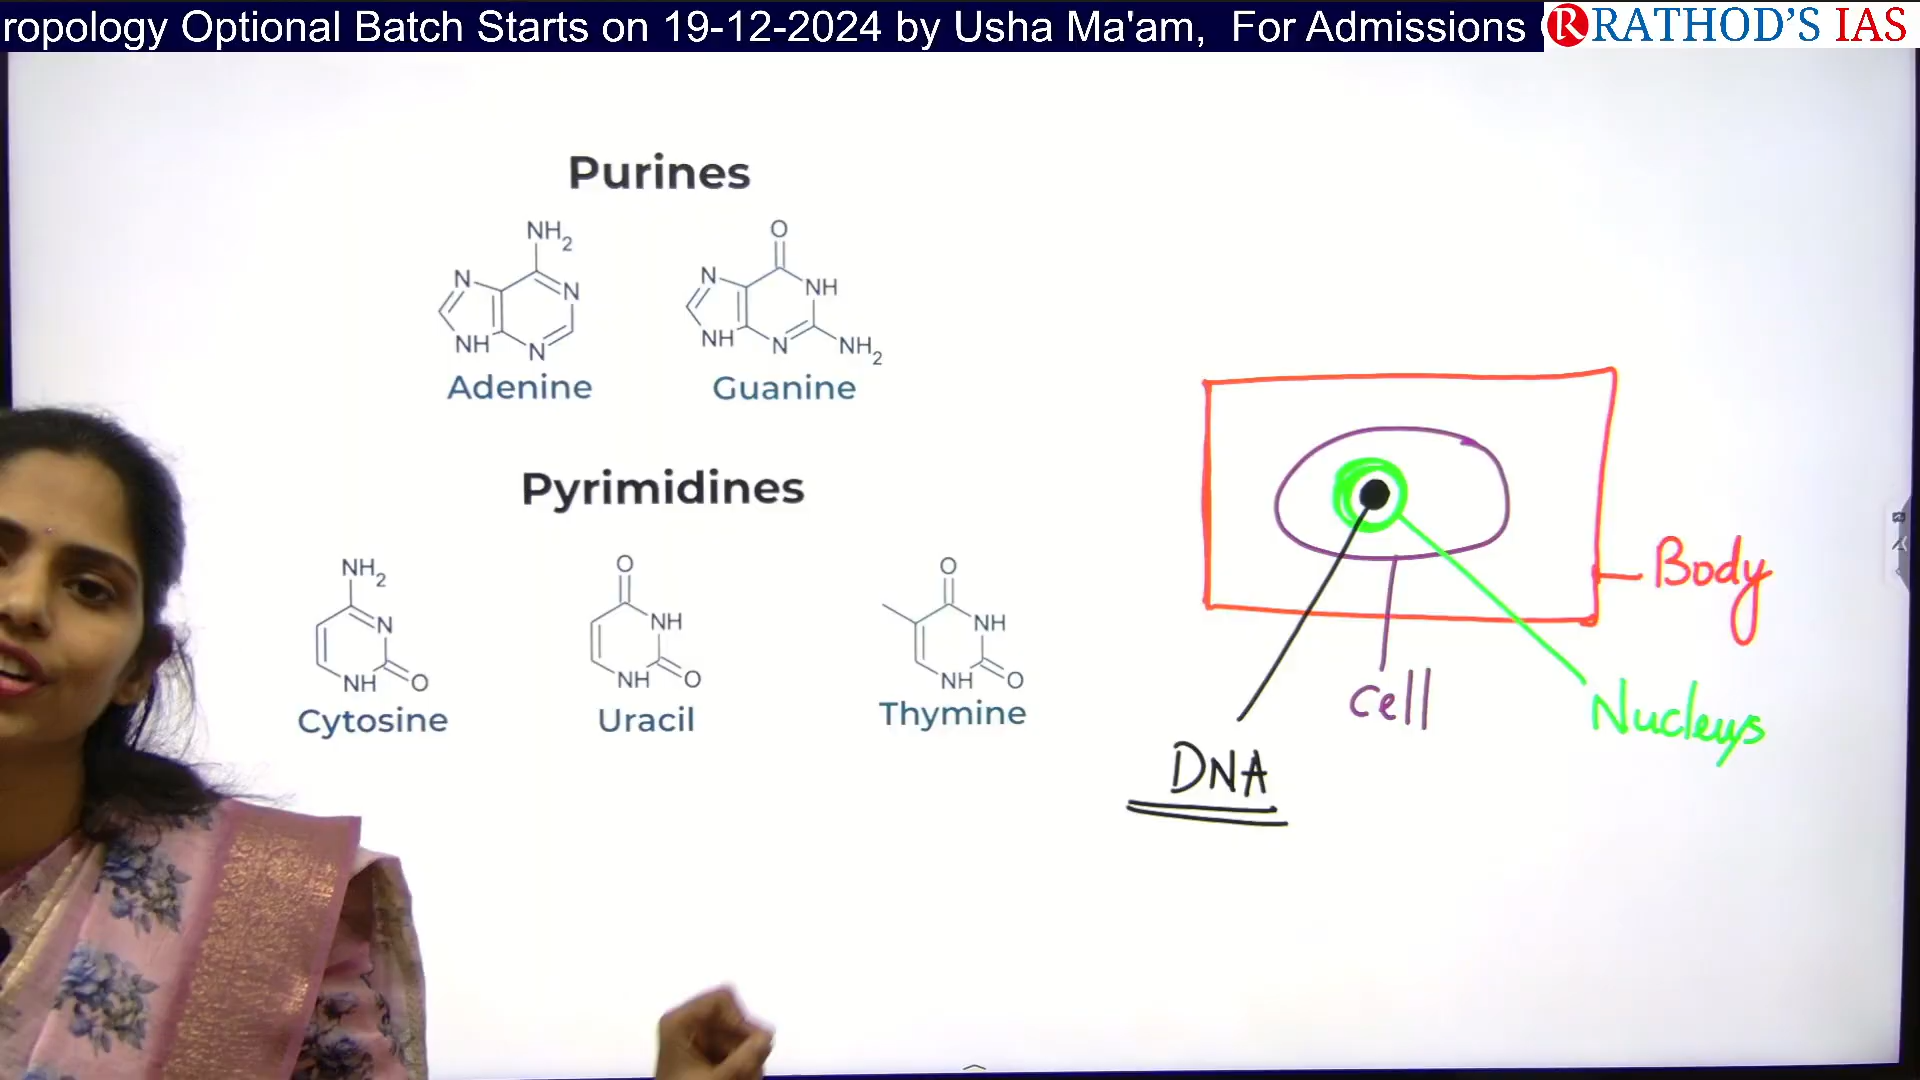 ropology Optional Batch Starts on 19-12-2024 by Usha Ma'am, For Admissions
RATHOD'S IAS
Purines
NH2
N
N
NH
N
Adenine
O
N
NH
NH
N
NH2
Guanine
Pyrimidines
NH2
N
NH
O
Cytosine
O
NH
NH
O
Uracil
O
NH
NH
O
Thymine
Body
Cell
Nucleus
DNA